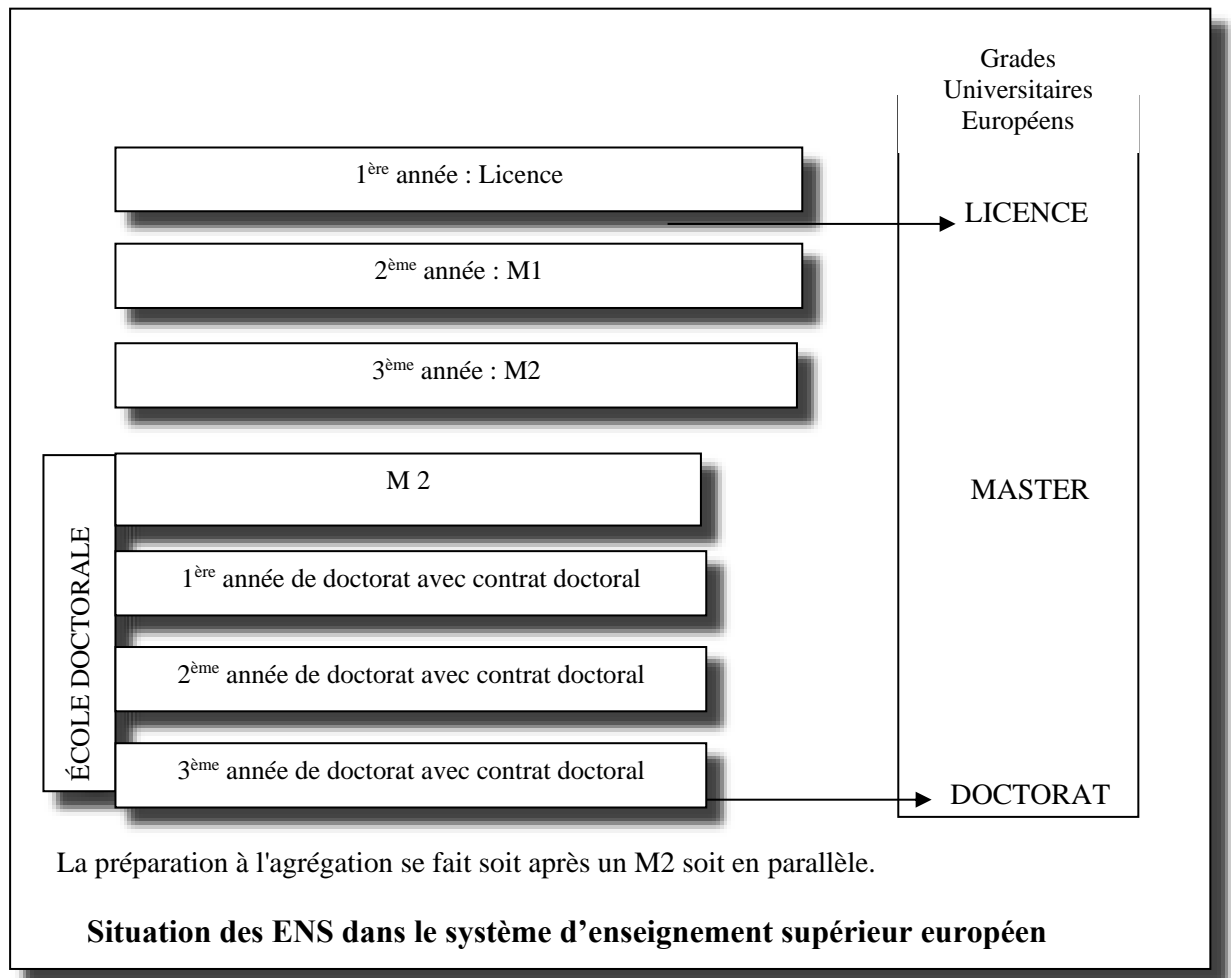 Grades
Universitaires
Européens
1ère année : Licence
LICENCE
2ème année : M1
3ème année : M2
ÉCOLE DOCTORALE
M 2
MASTER
1ère année de doctorat avec contrat doctoral
2ème année de doctorat avec contrat doctoral
3ème année de doctorat avec contrat doctoral
DOCTORAT
La préparation à l'agrégation se fait soit après un M2 soit en parallèle.
Situation des ENS dans le système d’enseignement supérieur européen